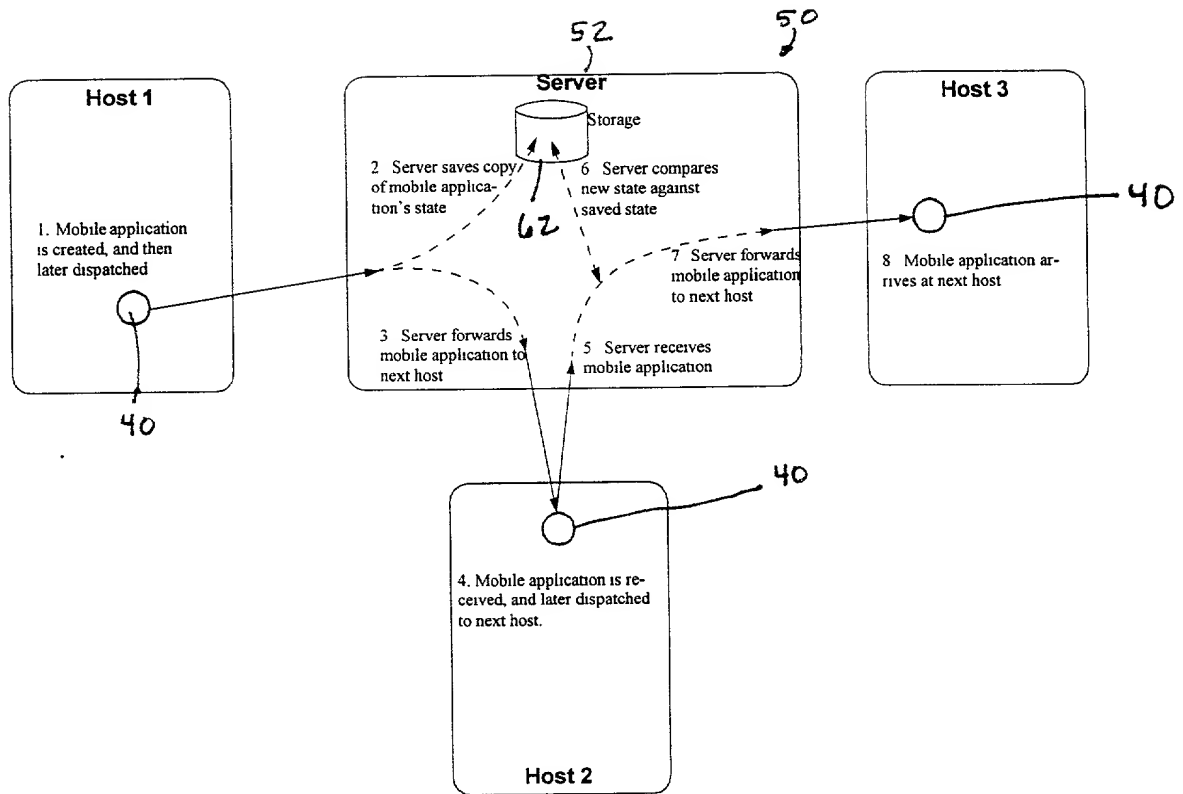 52
50
Host 1
1. Mobile application
is created, and then
later dispatched
40
Server
Storage
2 Server saves copy
of mobile applica-
tion's state
62
6 Server compares
new state against
saved state
3 Server forwards
mobile application to
next host
5 Server receives
mobile application
7 Server forwards
mobile application
to next host
Host 3
40
8 Mobile application ar-
rives at next host
40
4. Mobile application is re-
ceived, and later dispatched
to next host.
Host 2